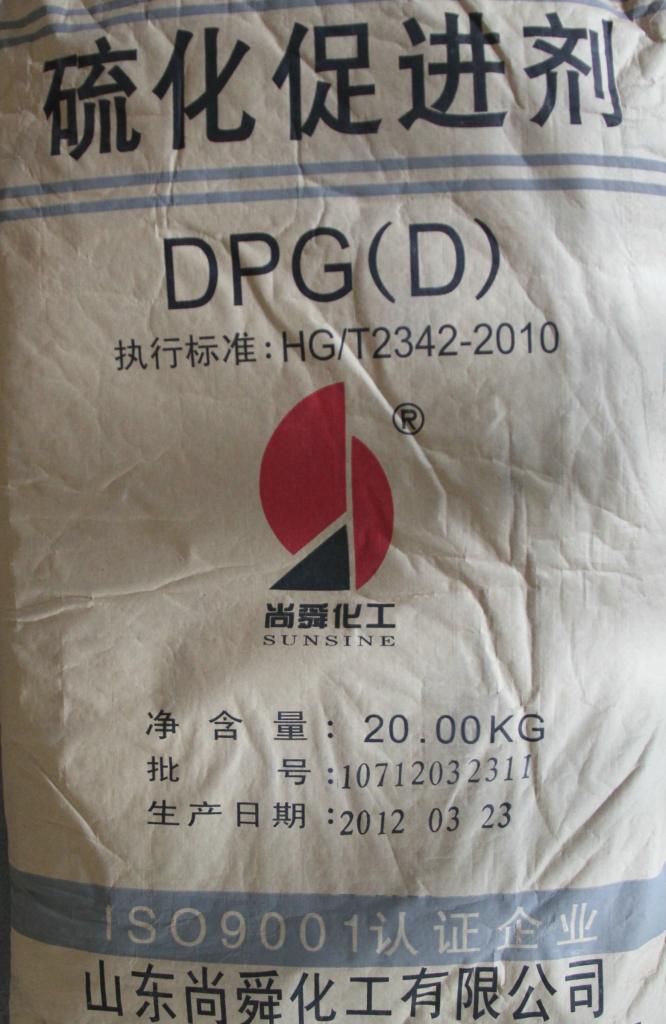 硫化促进剂
DPG(D)
执行标准:HG/T2342-2010
®
尚舜化工
SUNSINE
净含量:20.00KG
批号:10712032311
生产日期:2012 03 23
ISO9001认证企业
山东尚舜化工有限公司